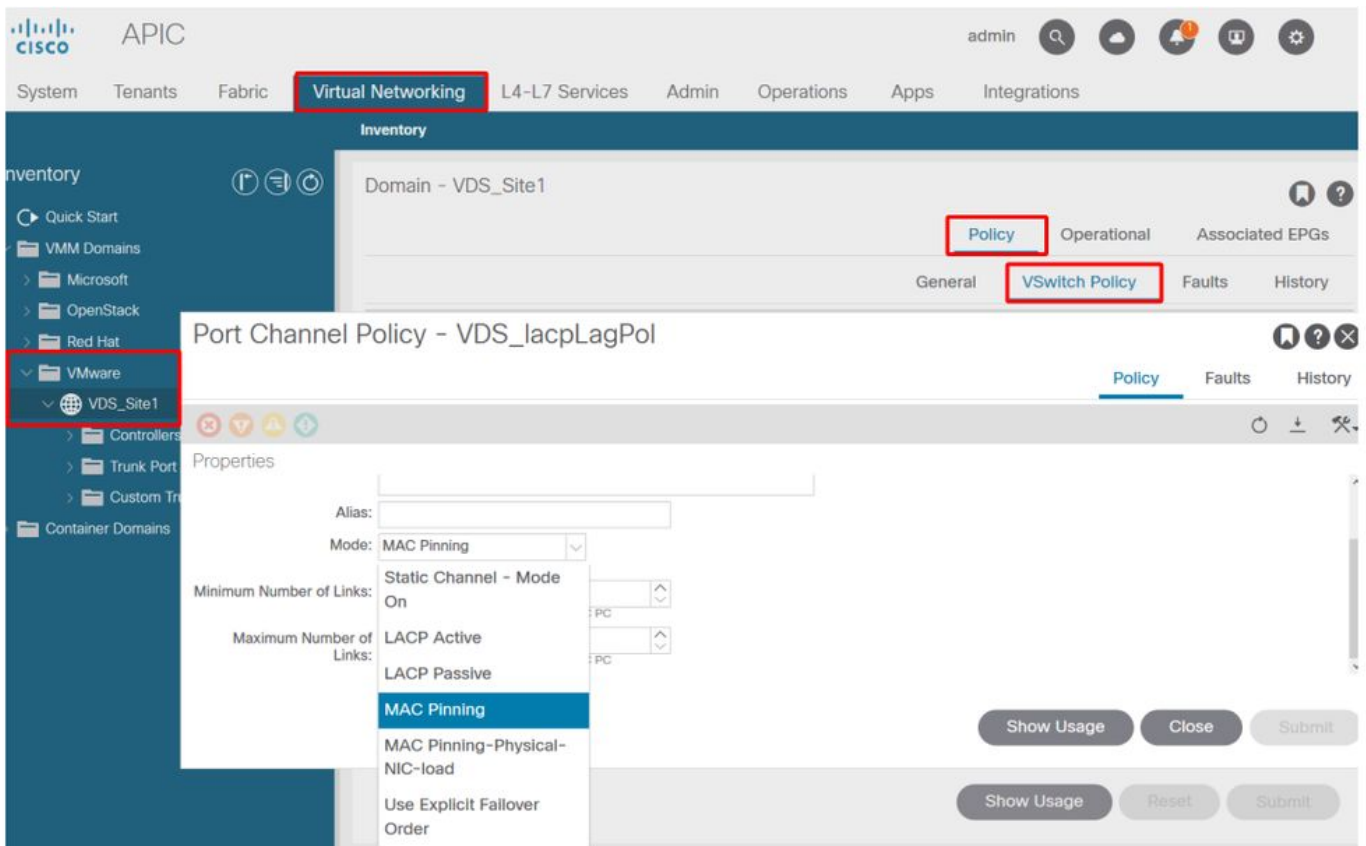 CISCO
APIC
admin
1
System Tenants Fabric Virtual Networking L4-L7 Services Admin Operations Apps Integrations
Inventory
nventory
Domain - VDS_Site1
Quick Start
VMM Domains
Microsoft
OpenStack
Red Hat
VMware
VDS_Site1
Controllers
Trunk Port
Custom Tr
Container Domains
Policy Operational Associated EPGs
General VSwitch Policy Faults History
Port Channel Policy - VDS_lacpLagPol
Policy Faults History
Properties
Alias:
Mode: MAC Pinning
Minimum Number of Links:
PC
Maximum Number of
Links:
PC
Static Channel - Mode
On
LACP Active
LACP Passive
MAC Pinning
MAC Pinning-Physical-
NIC-load
Use Explicit Failover
Order
Show Usage Close Submit
Show Usage Reset Submit